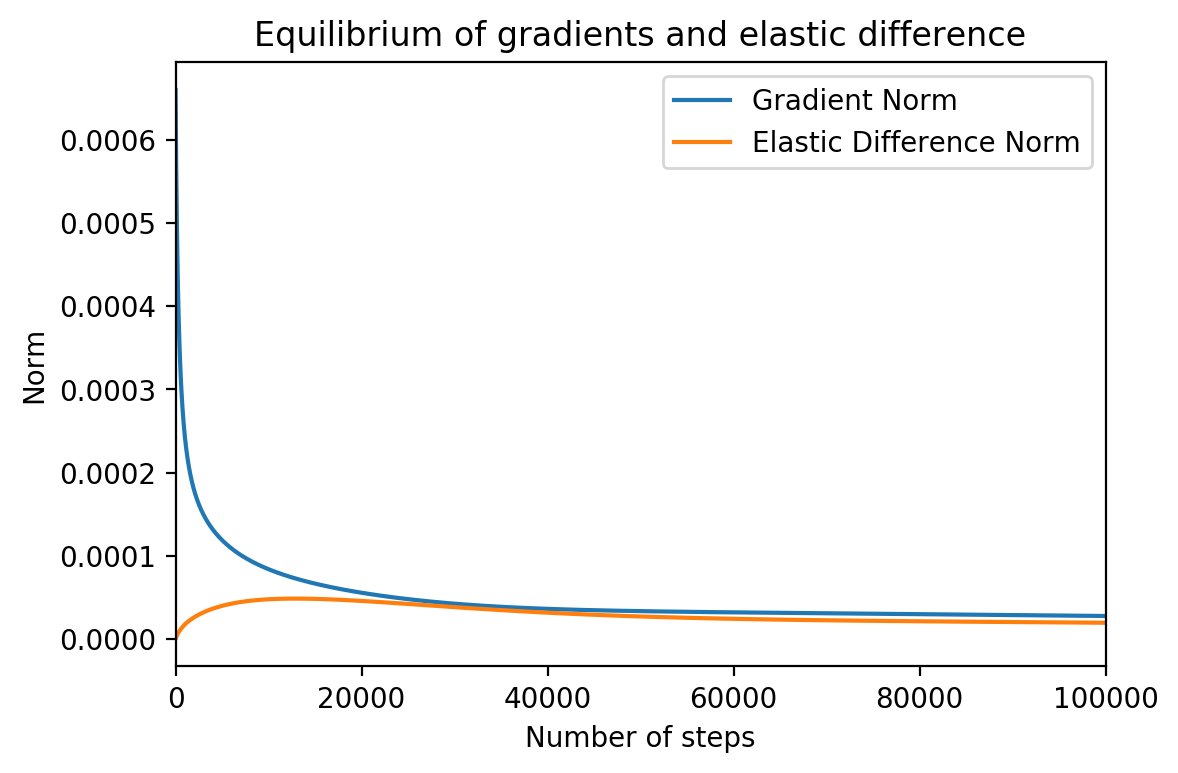 Equilibrium of gradients and elastic difference
Gradient Norm
Elastic Difference Norm
Norm
0.0006
0.0005
0.0004
0.0003
0.0002
0.0001
0.0000
0 20000 40000 60000 80000 100000
Number of steps